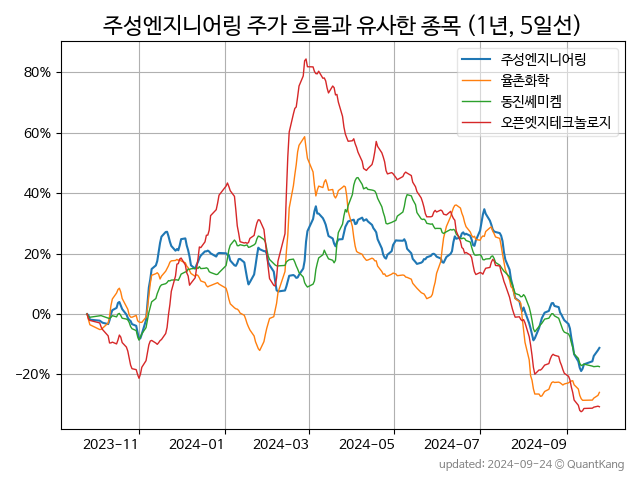 주성엔지니어링 주가 흐름과 유사한 종목 (1년, 5일선)
주성엔지니어링
율촌화학
동진쎄미켐
오픈엣지테크놀로지
80%
60%
40%
20%
0%
−20%
2023-11
2024-01
2024-03
2024-05
2024-07
2024-09
updated: 2024-09-24 © QuantKang